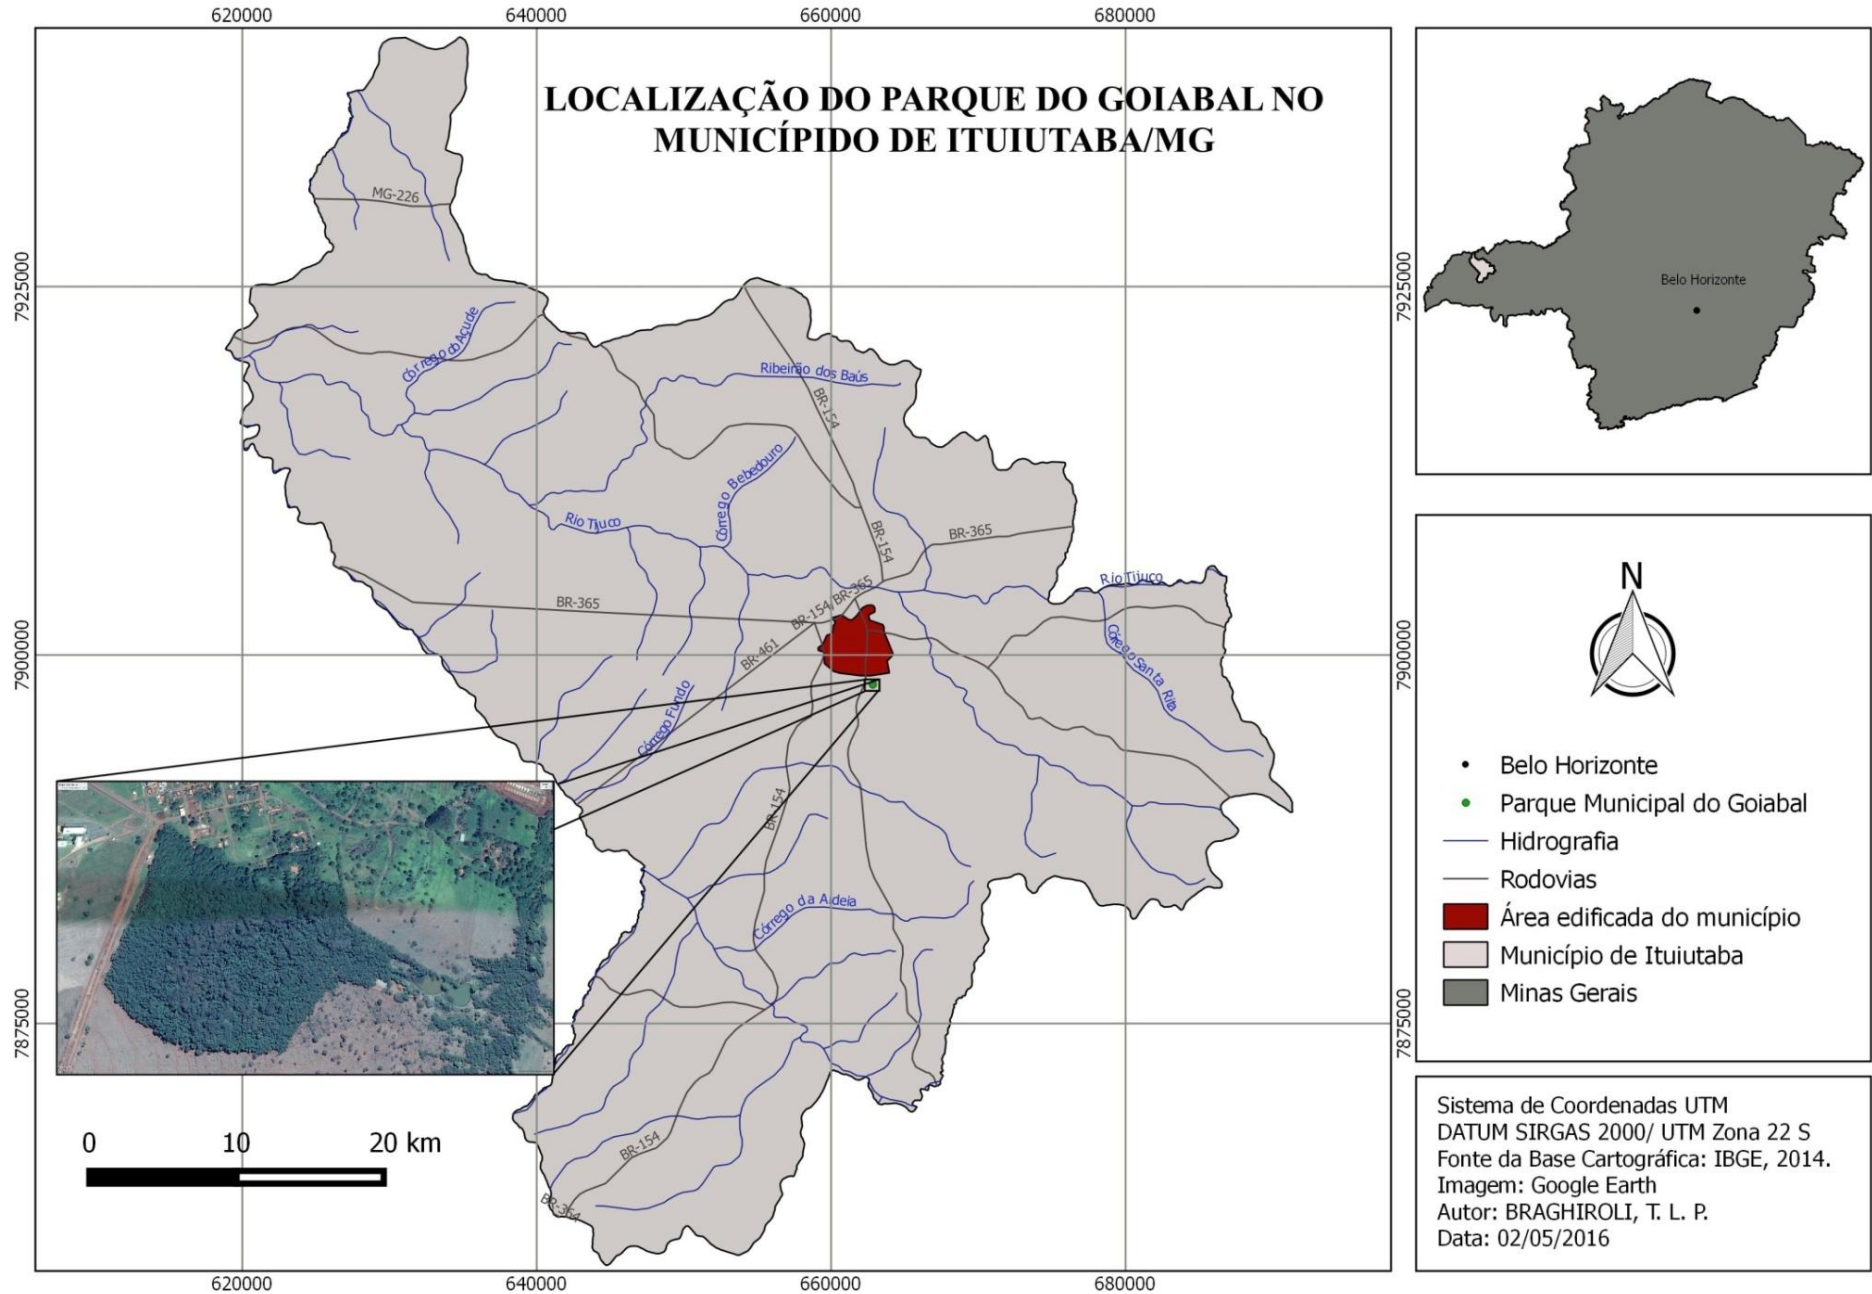 620000
640000
660000
680000
LOCALIZAÇÃO DO PARQUE DO GOIABAL NO
MUNICÍPIDO DE ITUIUTABA/MG
MG-226
7925000
7925000
Córrego do Açude
Ribeirão dos Baús
BR-154
Córrego Bebedouro
Rio Tijuco
BR-154
BR-365
Rio Tijuco
BR-365
BR-154/BR-365
BR-461
Córrego Santa Rita
7900000
7900000
Córrego Fundo
BR-154
Córrego da Aldeia
7875000
7875000
BR-154
BR-364
0
10
20 km
620000
640000
660000
680000
Belo Horizonte
N
Belo Horizonte
Parque Municipal do Goiabal
Hidrografia
Rodovias
Área edificada do município
Município de Ituiutaba
Minas Gerais
Sistema de Coordenadas UTM
DATUM SIRGAS 2000/ UTM Zona 22 S
Fonte da Base Cartográfica: IBGE, 2014.
Imagem: Google Earth
Autor: BRAGHIROLI, T. L. P.
Data: 02/05/2016